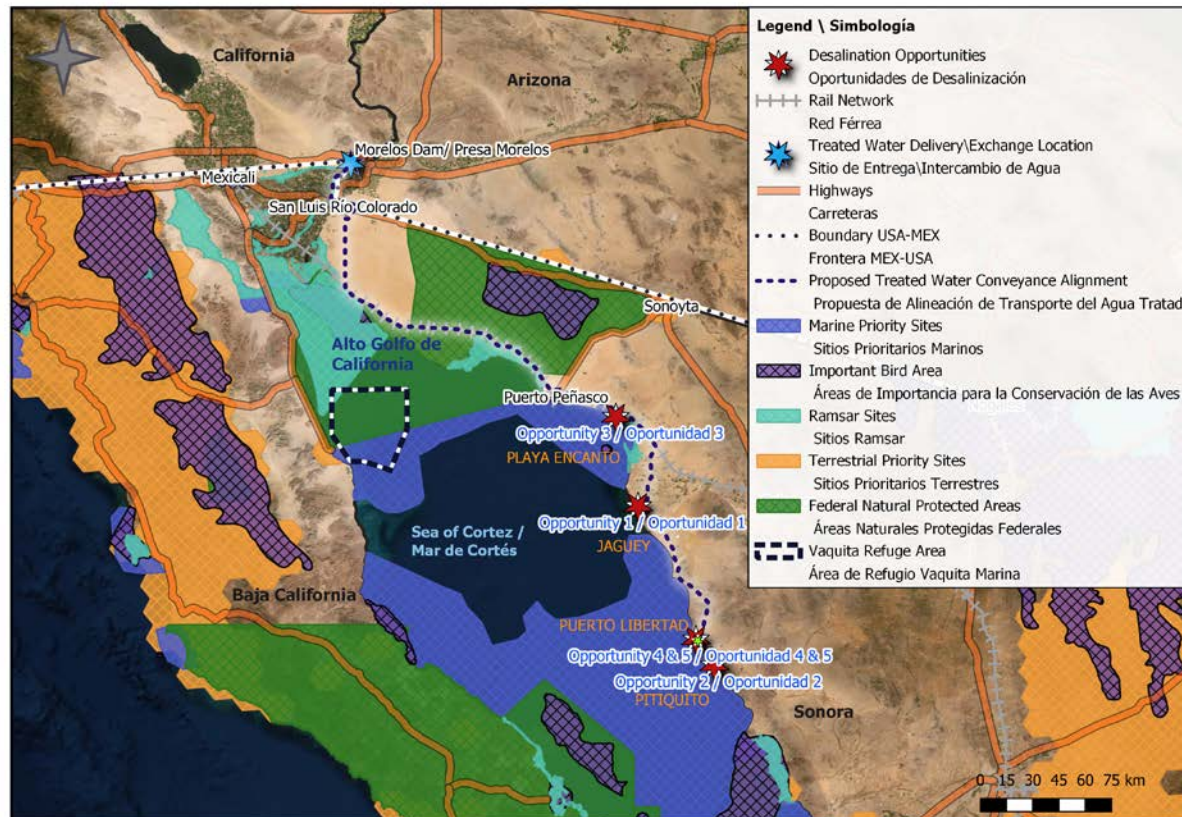 California
Arizona
Morelos Dam/ Presa Morelos
Mexicali
San Luis Río Colorado
Sonoyta
Alto Golfo de
California
Puerto Peñasco
Opportunity 3 / Oportunidad 3
PLAYA ENCANTO
Opportunity 1 / Oportunidad 1
JAGUEY
Sea of Cortez /
Mar de Cortés
Baja California
PUERTO LIBERTAD
Opportunity 4 & 5 / Oportunidad 4 & 5
Opportunity 2 / Oportunidad 2
PITIQUITO
Sonora
Legend \ Simbología
Desalination Opportunities
Oportunidades de Desalinización
Rail Network
Red Férrea
Treated Water Delivery\Exchange Location
Sitio de Entrega\Intercambio de Agua
Highways
Carreteras
Boundary USA-MEX
Frontera MEX-USA
Proposed Treated Water Conveyance Alignment
Propuesta de Alineación de Transporte del Agua Tratad
Marine Priority Sites
Sitios Prioritarios Marinos
Important Bird Area
Áreas de Importancia para la Conservación de las Aves
Ramsar Sites
Sitios Ramsar
Terrestrial Priority Sites
Sitios Prioritarios Terrestres
Federal Natural Protected Areas
Áreas Naturales Protegidas Federales
Vaquita Refuge Area
Área de Refugio Vaquita Marina
0 15 30 45 60 75 km